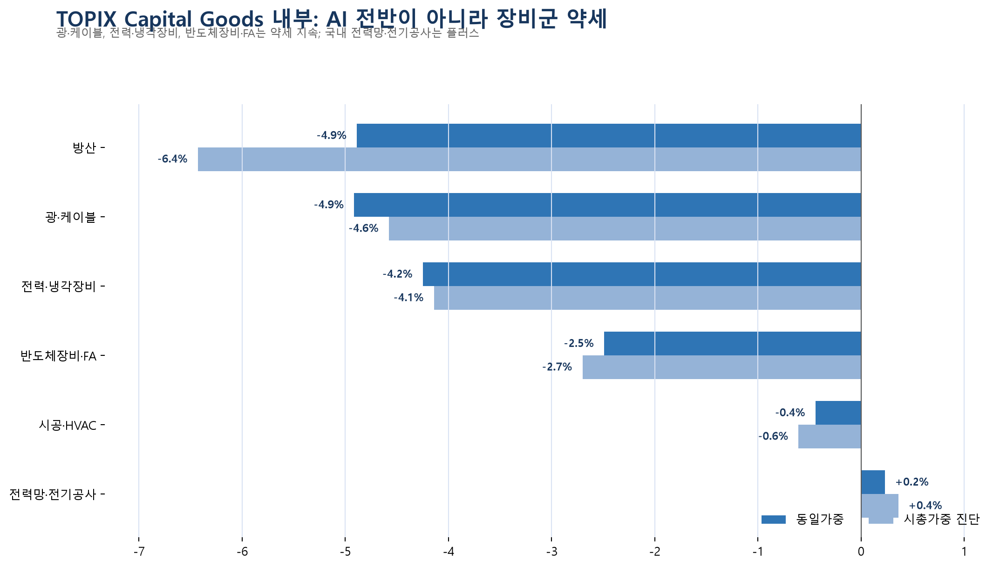 TOPIX Capital Goods 내부: AI 전반이 아니라 장비군 약세
광·케이블, 전력·냉각장비, 반도체장비·FA는 약세 지속; 국내 전력망·전기공사는 플러스
방산
-4.9%
-6.4%
광·케이블
-4.9%
-4.6%
전력·냉각장비
-4.2%
-4.1%
반도체장비·FA
-2.5%
-2.7%
시공·HVAC
-0.4%
-0.6%
전력망·전기공사
+0.2%
+0.4%
동일가중 시총가중 진단
-7 -6 -5 -4 -3 -2 -1 0 1